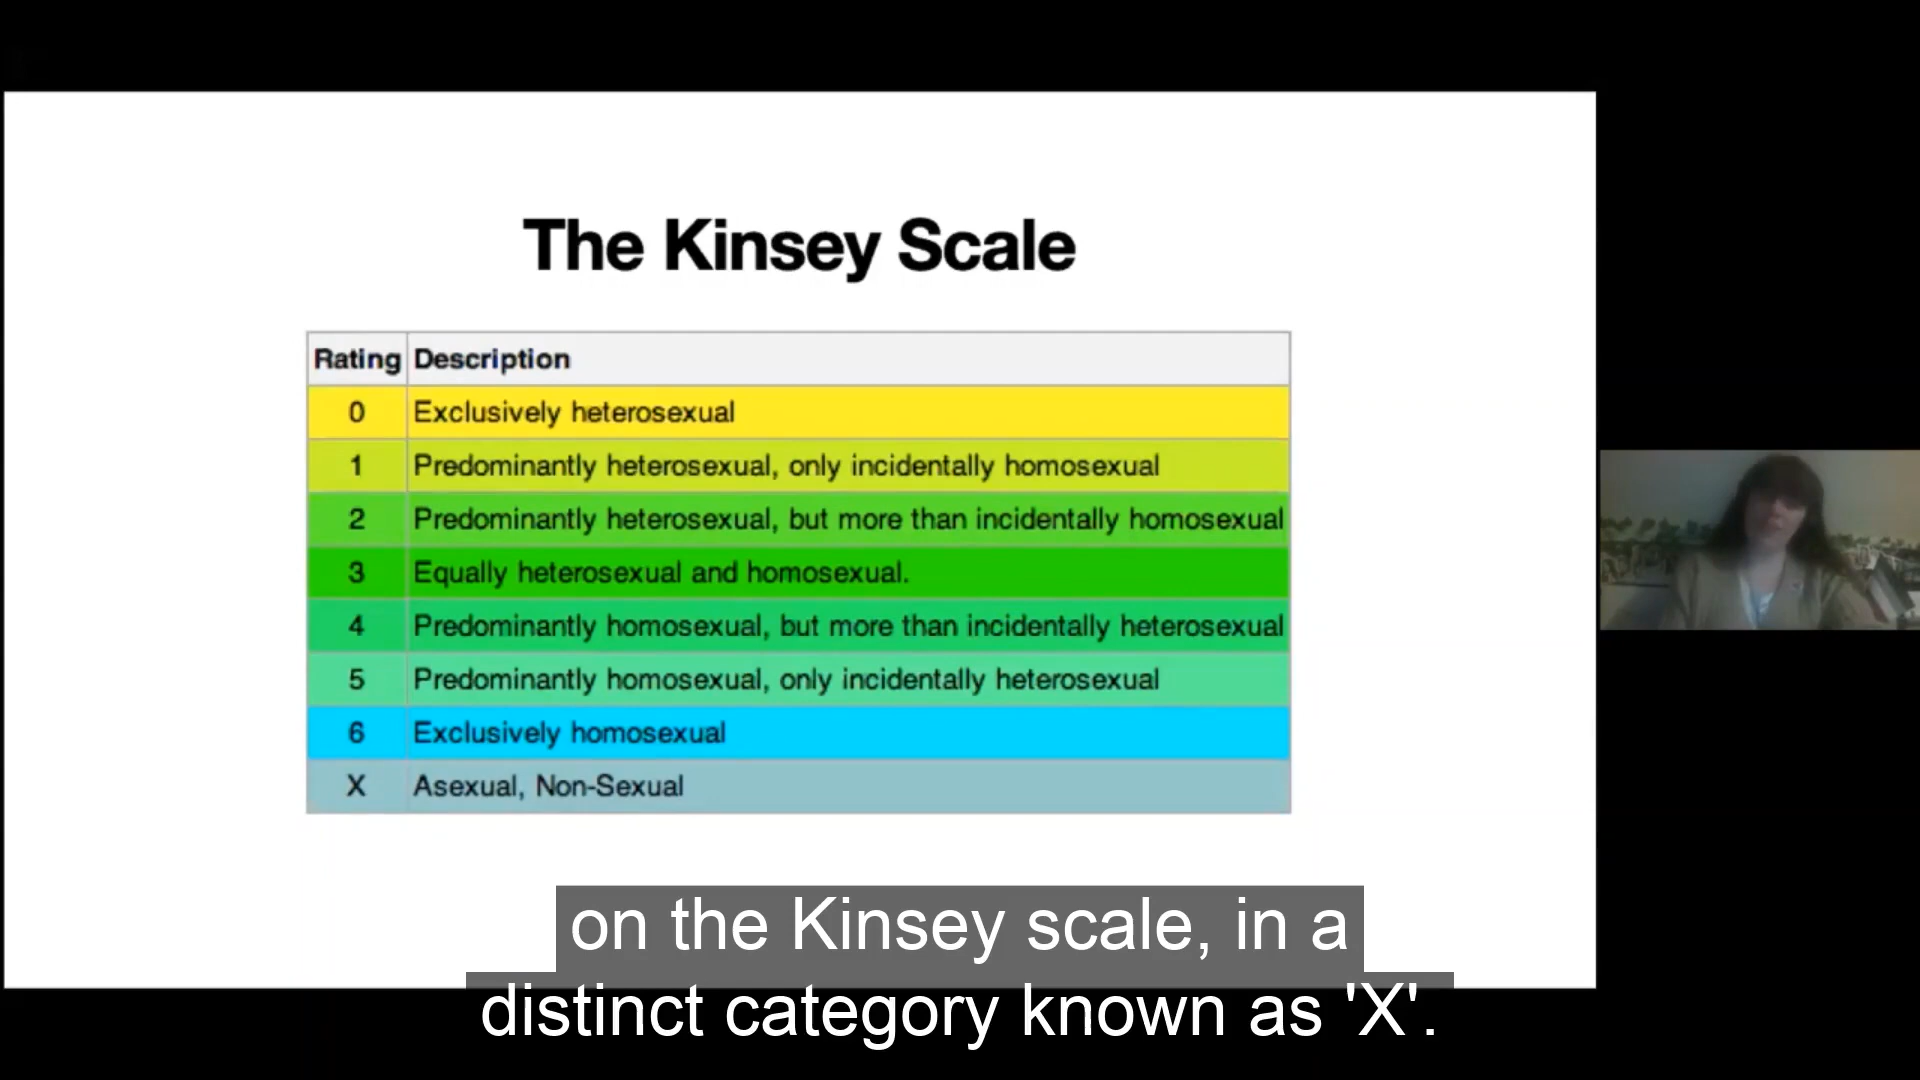 The Kinsey Scale
Rating Description
0 Exclusively heterosexual
1 Predominantly heterosexual, only incidentally homosexual
2 Predominantly heterosexual, but more than incidentally homosexual
3 Equally heterosexual and homosexual.
4 Predominantly homosexual, but more than incidentally heterosexual
5 Predominantly homosexual, only incidentally heterosexual
6 Exclusively homosexual
X Asexual, Non-Sexual
on the Kinsey scale, in a
distinct category known as 'X'.